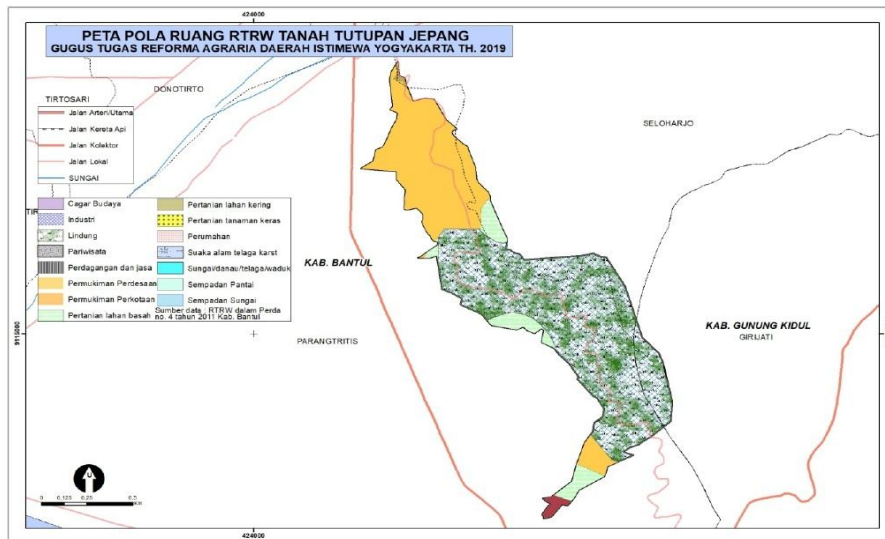 424000
PETA POLA RUANG RTRW TANAH TUTUPAN JEPANG
GUGUS TUGAS REFORMA AGRARIA DAERAH ISTIMEWA YOGYAKARTA TH. 2019
DONOTIRTO
TIRTOSARI
SELOHARJO
Jalan Arteri/Utama
Jalan Kereta Api
Jalan Kolektor
Jalan Lokal
SUNGAI
Cagar Budaya
Industri
Lindung
Pariwisata
Perdagangan dan jasa
Permukiman Perdesaan
Permukiman Perkotaan
Pertanian lahan basah
Pertanian lahan kering
Pertanian tanaman keras
Perumahan
Suaka alam telaga karst
Sungai/danau/telaga/waduk
Sempadan Pantai
Sempadan Sungai
Sumber data : RTRW dalam Perda
no. 4 tahun 2011 Kab. Bantul
KAB. BANTUL
PARANGTRITIS
KAB. GUNUNG KIDUL
GIRIJATI
0 0.125 0.25 0.5
424000